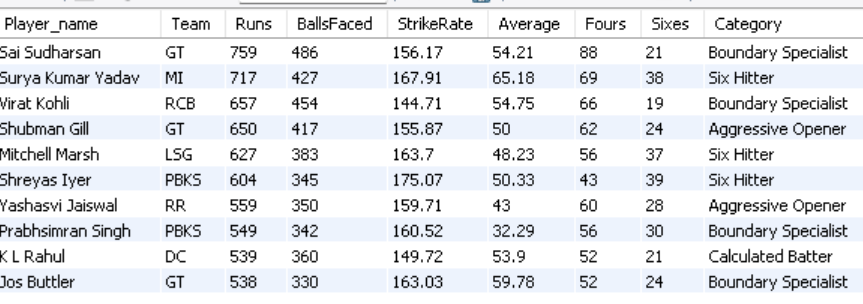 Player_name Team Runs BallsFaced StrikeRate Average Fours Sixes Category
Sai Sudharsan GT 759 486 156.17 54.21 88 21 Boundary Specialist
Surya Kumar Yadav MI 717 427 167.91 65.18 69 38 Six Hitter
Virat Kohli RCB 657 454 144.71 54.75 66 19 Boundary Specialist
Shubman Gill GT 650 417 155.87 50 62 24 Aggressive Opener
Mitchell Marsh LSG 627 383 163.7 48.23 56 37 Six Hitter
Shreyas Iyer PBKS 604 345 175.07 50.33 43 39 Six Hitter
Yashasvi Jaiswal RR 559 350 159.71 43 60 28 Aggressive Opener
Prabhsimran Singh PBKS 549 342 160.52 32.29 56 30 Boundary Specialist
K L Rahul DC 539 360 149.72 53.9 52 21 Calculated Batter
Jos Buttler GT 538 330 163.03 59.78 52 24 Boundary Specialist